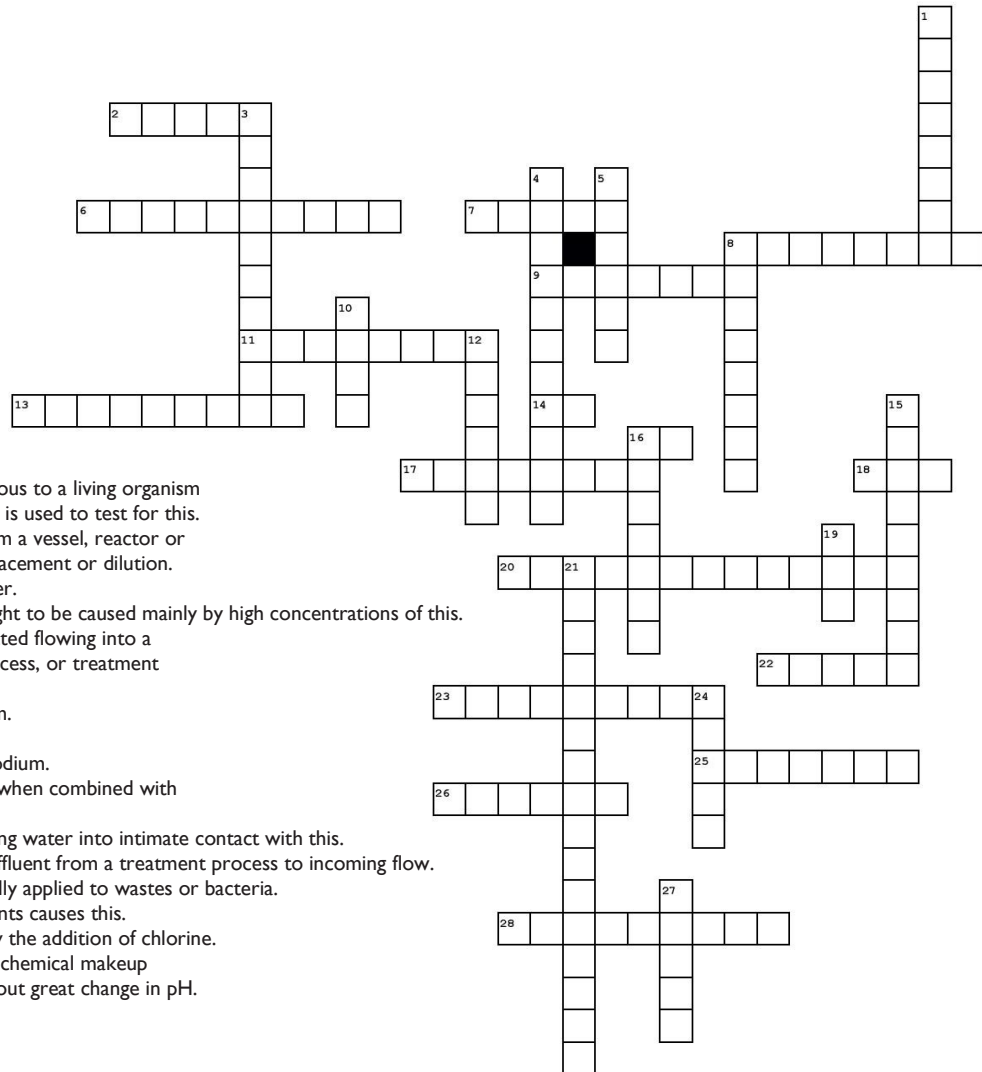 1
2 3
4 5
6 7
8
9
10
11 12
13 14 15
16
17 18
ous to a living organism
is used to test for this.
19
m a vessel, reactor or
acement or dilution.
20 21
er.
ght to be caused mainly by high concentrations of this.
ted flowing into a
cess, or treatment
22
23 24
n.
odium.
25
when combined with
26
ng water into intimate contact with this.
ffluent from a treatment process to incoming flow.
lly applied to wastes or bacteria.
27
nts causes this.
28
y the addition of chlorine.
chemical makeup
out great change in pH.